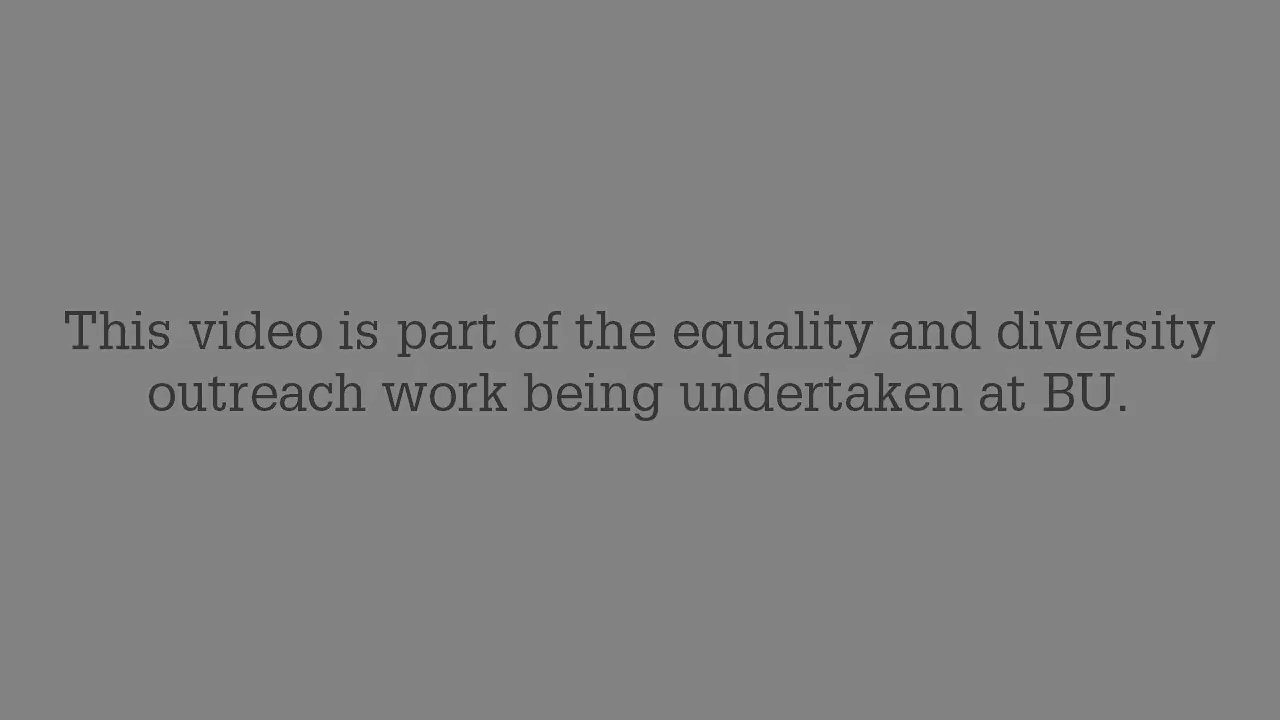 This video is part of the equality and diversity
outreach work being undertaken at BU.